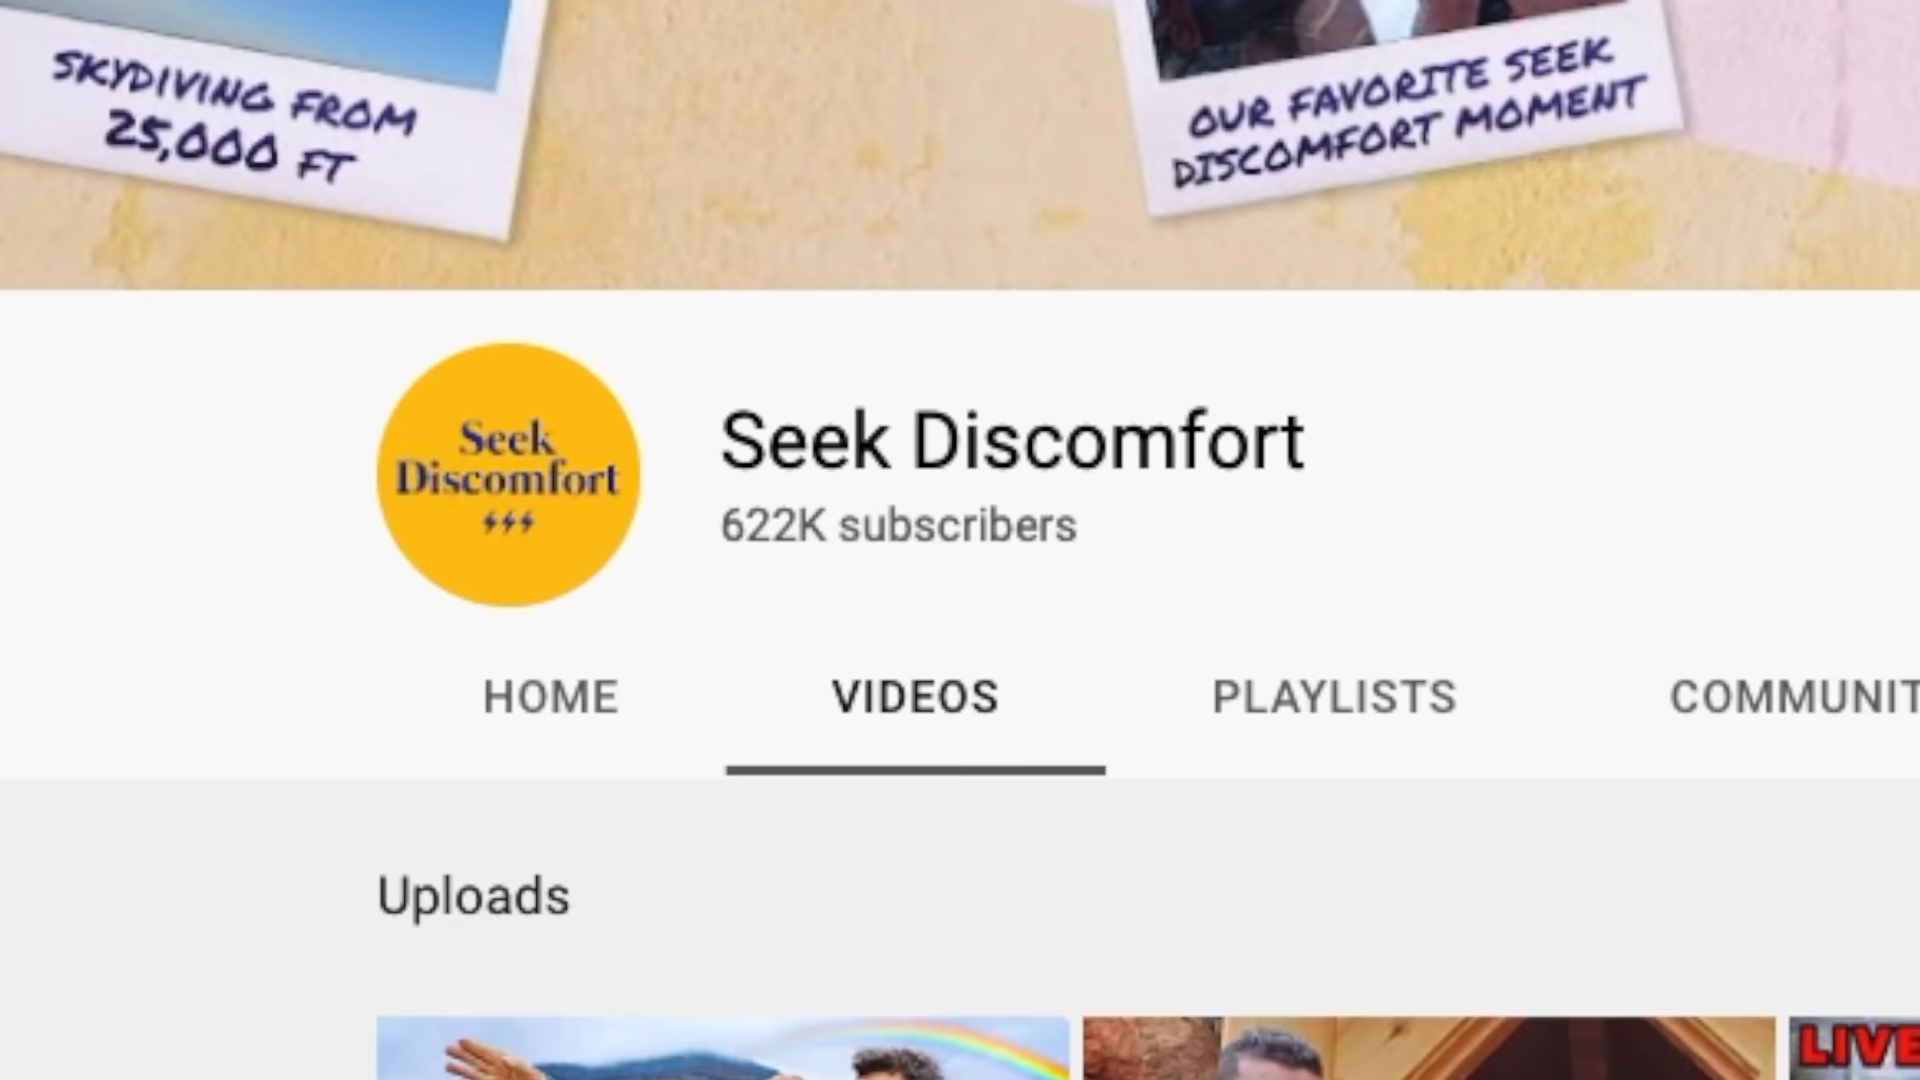 SKYDIVING FROM
25,000 FT
OUR FAVORITE SEEK
DISCOMFORT MOMENT
Seek
Discomfort
Seek Discomfort
622K subscribers
HOME
VIDEOS
PLAYLISTS
COMMUNIT
Uploads
LIVE